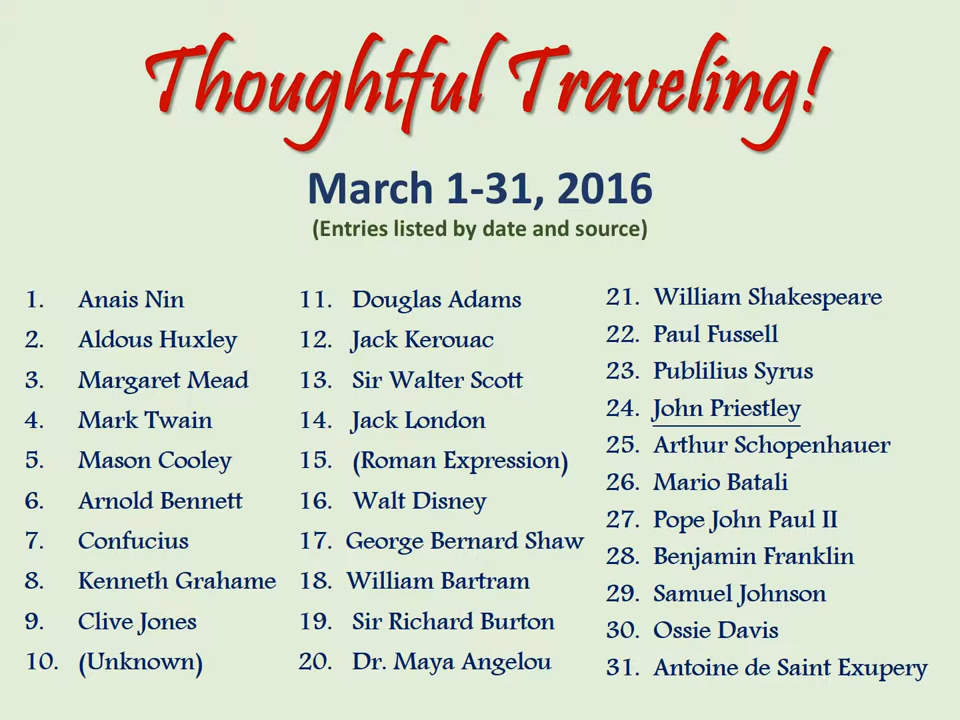 Thoughtful Traveling!
March 1-31, 2016
(Entries listed by date and source)
1. Anais Nin
2. Aldous Huxley
3. Margaret Mead
4. Mark Twain
5. Mason Cooley
6. Arnold Bennett
7. Confucius
8. Kenneth Grahame
9. Clive Jones
10. (Unknown)
11. Douglas Adams
12. Jack Kerouac
13. Sir Walter Scott
14. Jack London
15. (Roman Expression)
16. Walt Disney
17. George Bernard Shaw
18. William Bartram
19. Sir Richard Burton
20. Dr. Maya Angelou
21. William Shakespeare
22. Paul Fussell
23. Publilius Syrus
24. John Priestley
25. Arthur Schopenhauer
26. Mario Batali
27. Pope John Paul II
28. Benjamin Franklin
29. Samuel Johnson
30. Ossie Davis
31. Antoine de Saint Exupery